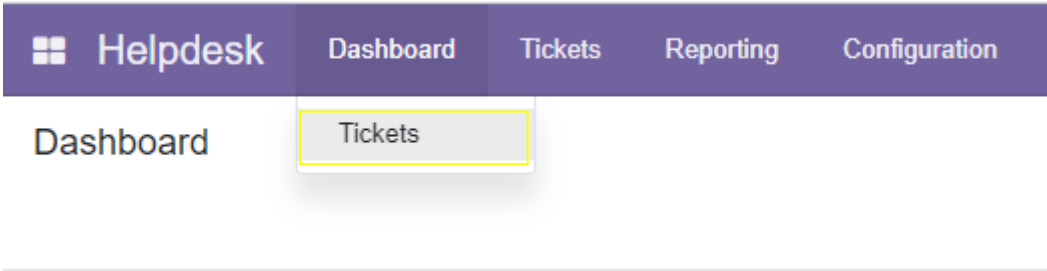 Helpdesk Dashboard Tickets Reporting Configuration
Dashboard
Tickets